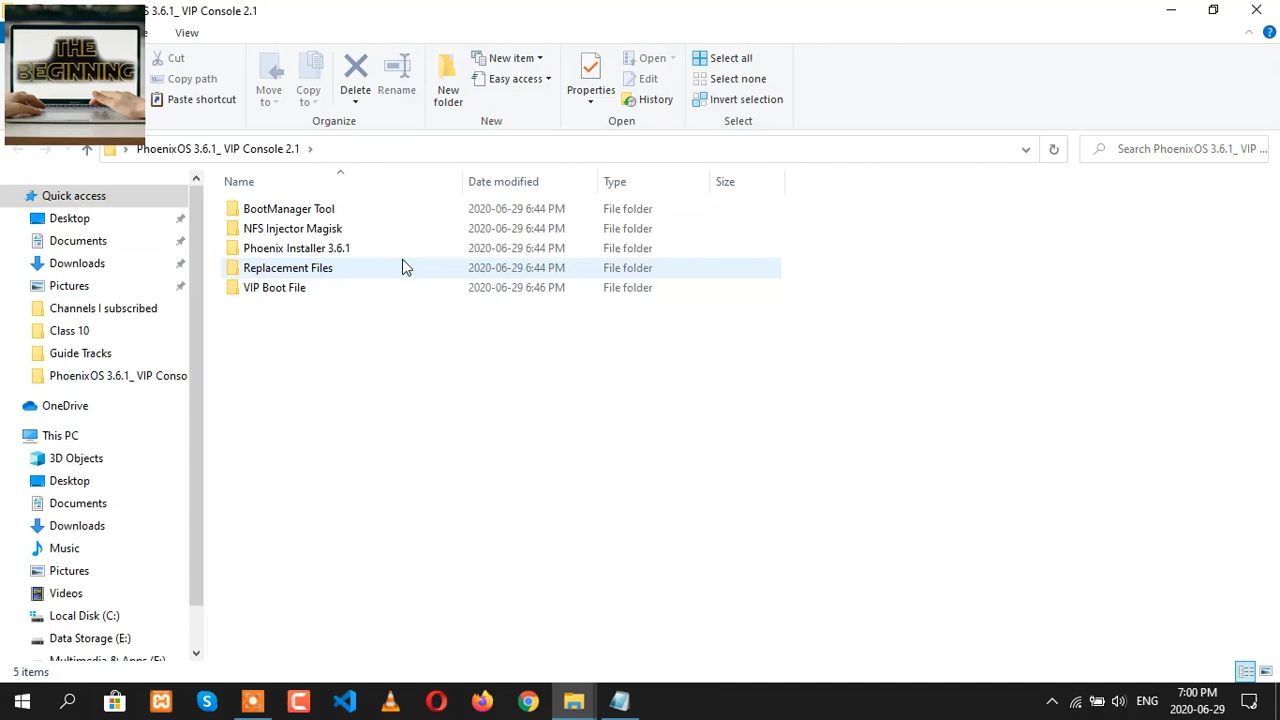 S 3.6.1_ VIP Console 2.1
View
THE
BEGINNING
Cut
Copy path
Paste shortcut
Move
to
Copy
to
Delete
Rename
Organize
New
folder
New item
Easy access
New
Properties
Open
Edit
History
Open
Select all
Select none
Invert selection
Select
PhoenixOS 3.6.1_ VIP Console 2.1
Search PhoenixOS 3.6.1_ VIP ...
Name
Date modified
Type
Size
BootManager Tool 2020-06-29 6:44 PM File folder
NFS Injector Magisk 2020-06-29 6:44 PM File folder
Phoenix Installer 3.6.1 2020-06-29 6:44 PM File folder
Replacement Files 2020-06-29 6:44 PM File folder
VIP Boot File 2020-06-29 6:46 PM File folder
Quick access
Desktop
Documents
Downloads
Pictures
Channels I subscribed
Class 10
Guide Tracks
PhoenixOS 3.6.1_ VIP Conso
OneDrive
This PC
3D Objects
Desktop
Documents
Downloads
Music
Pictures
Videos
Local Disk (C:)
Data Storage (E:)
Multimedia & Apps (F:)
5 items
ENG
7:00 PM
2020-06-29